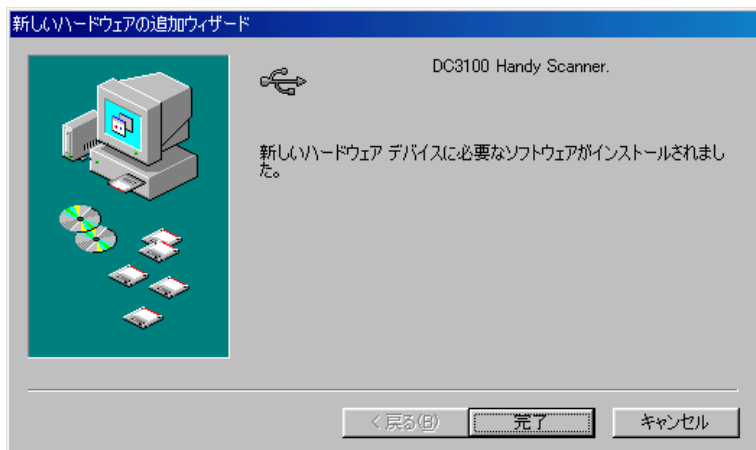 新しいハードウェアの追加ウィザード
DC3100 Handy Scanner.
新しいハードウェア デバイスに必要なソフトウェアがインストールされまし
た。
< 戻る(B)
完了
キャンセル